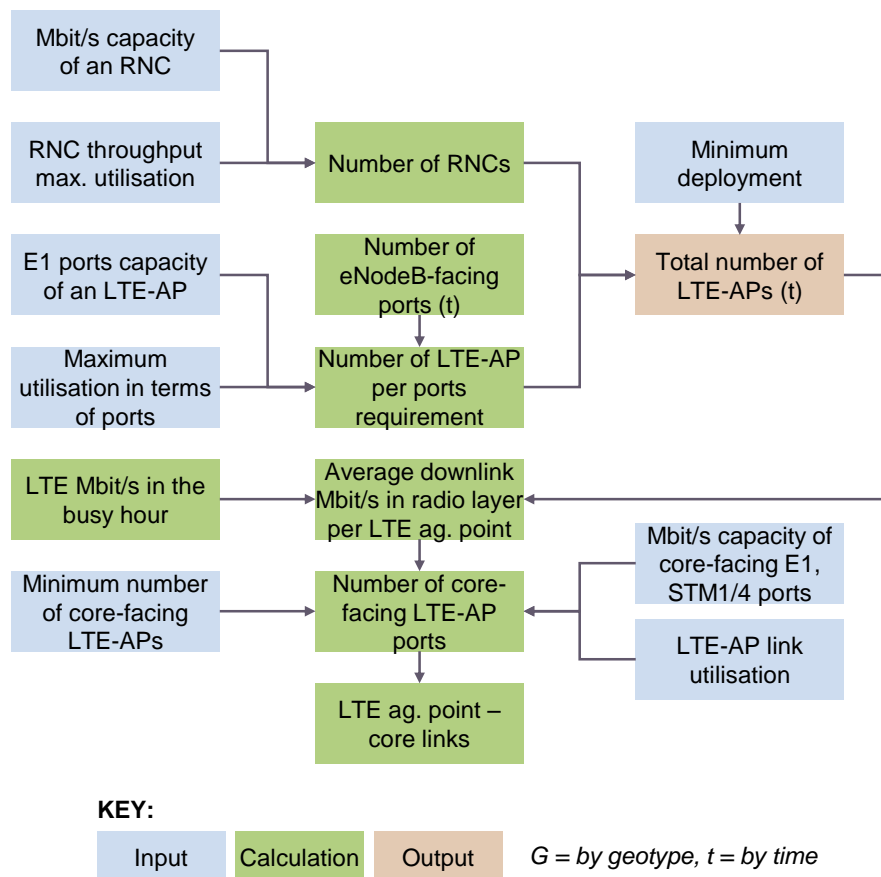 Mbit/s capacity
of an RNC
RNC throughput
max. utilisation
Number of RNCs
Minimum
deployment
E1 ports capacity
of an LTE-AP
Number of
eNodeB-facing
ports (t)
Total number of
LTE-APs (t)
Maximum
utilisation in terms
of ports
Number of LTE-AP
per ports
requirement
LTE Mbit/s in the
busy hour
Average downlink
Mbit/s in radio layer
per LTE ag. point
Mbit/s capacity of
core-facing E1,
STM1/4 ports
Minimum number
of core-facing
LTE-APs
Number of core-
facing LTE-AP
ports
LTE-AP link
utilisation
LTE ag. point –
core links
KEY:
Input
Calculation
Output
G = by geotype, t = by time